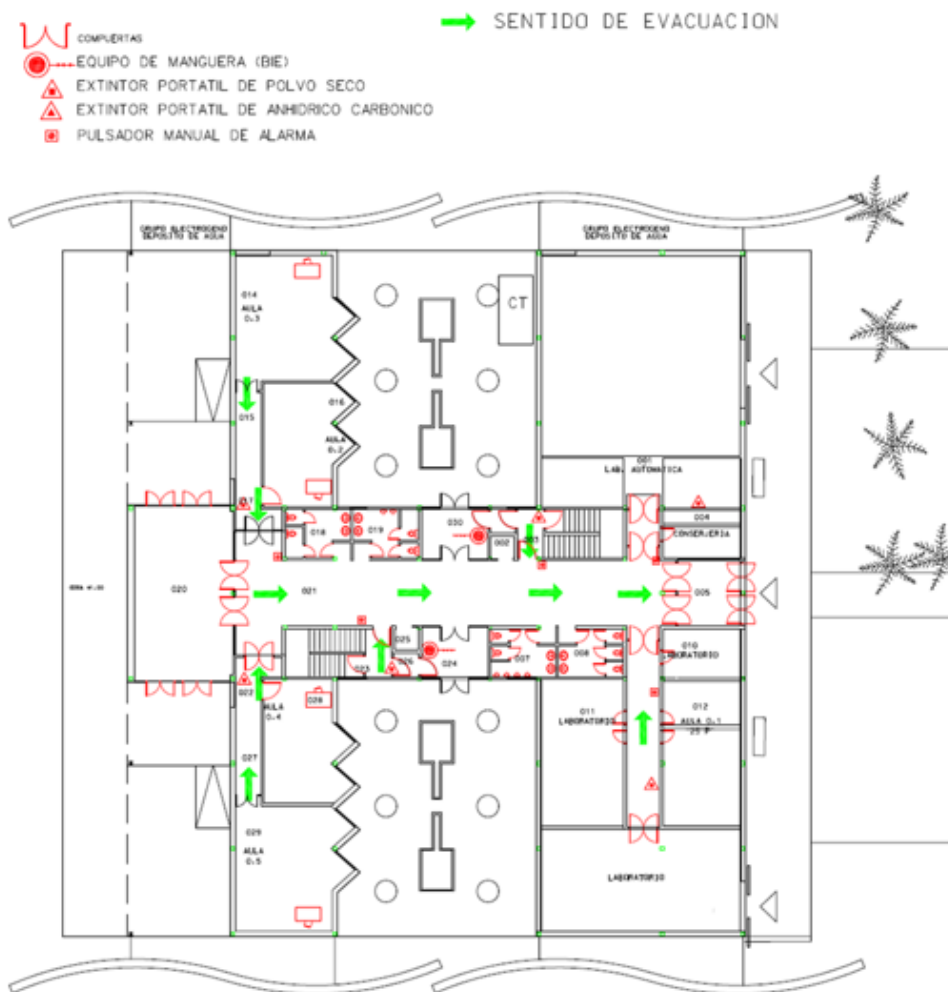 SENTIDO DE EVACUACION
COMPUERTAS
EQUIPO DE MANGUERA (BIE)
EXTINTOR PORTATIL DE POLVO SECO
EXTINTOR PORTATIL DE ANHIDRICO CARBONICO
PULSADOR MANUAL DE ALARMA
GRUPO ELECTROGENO
DEPOSITO DE AGUA
GRUPO ELECTROGENO
DEPOSITO DE AGUA
014
AULA
0.3
CT
015
016
AULA
0.2
001
LAB. AUTOMATICA
017
004
CONSERJERIA
018
019
030
002
003
020
021
005
025
010
LABORATORIO
023
026
024
007
008
022
AULA
0.4
028
011
LABORATORIO
012
AULA 0.1
25 P
027
029
AULA
0.5
LABORATORIO